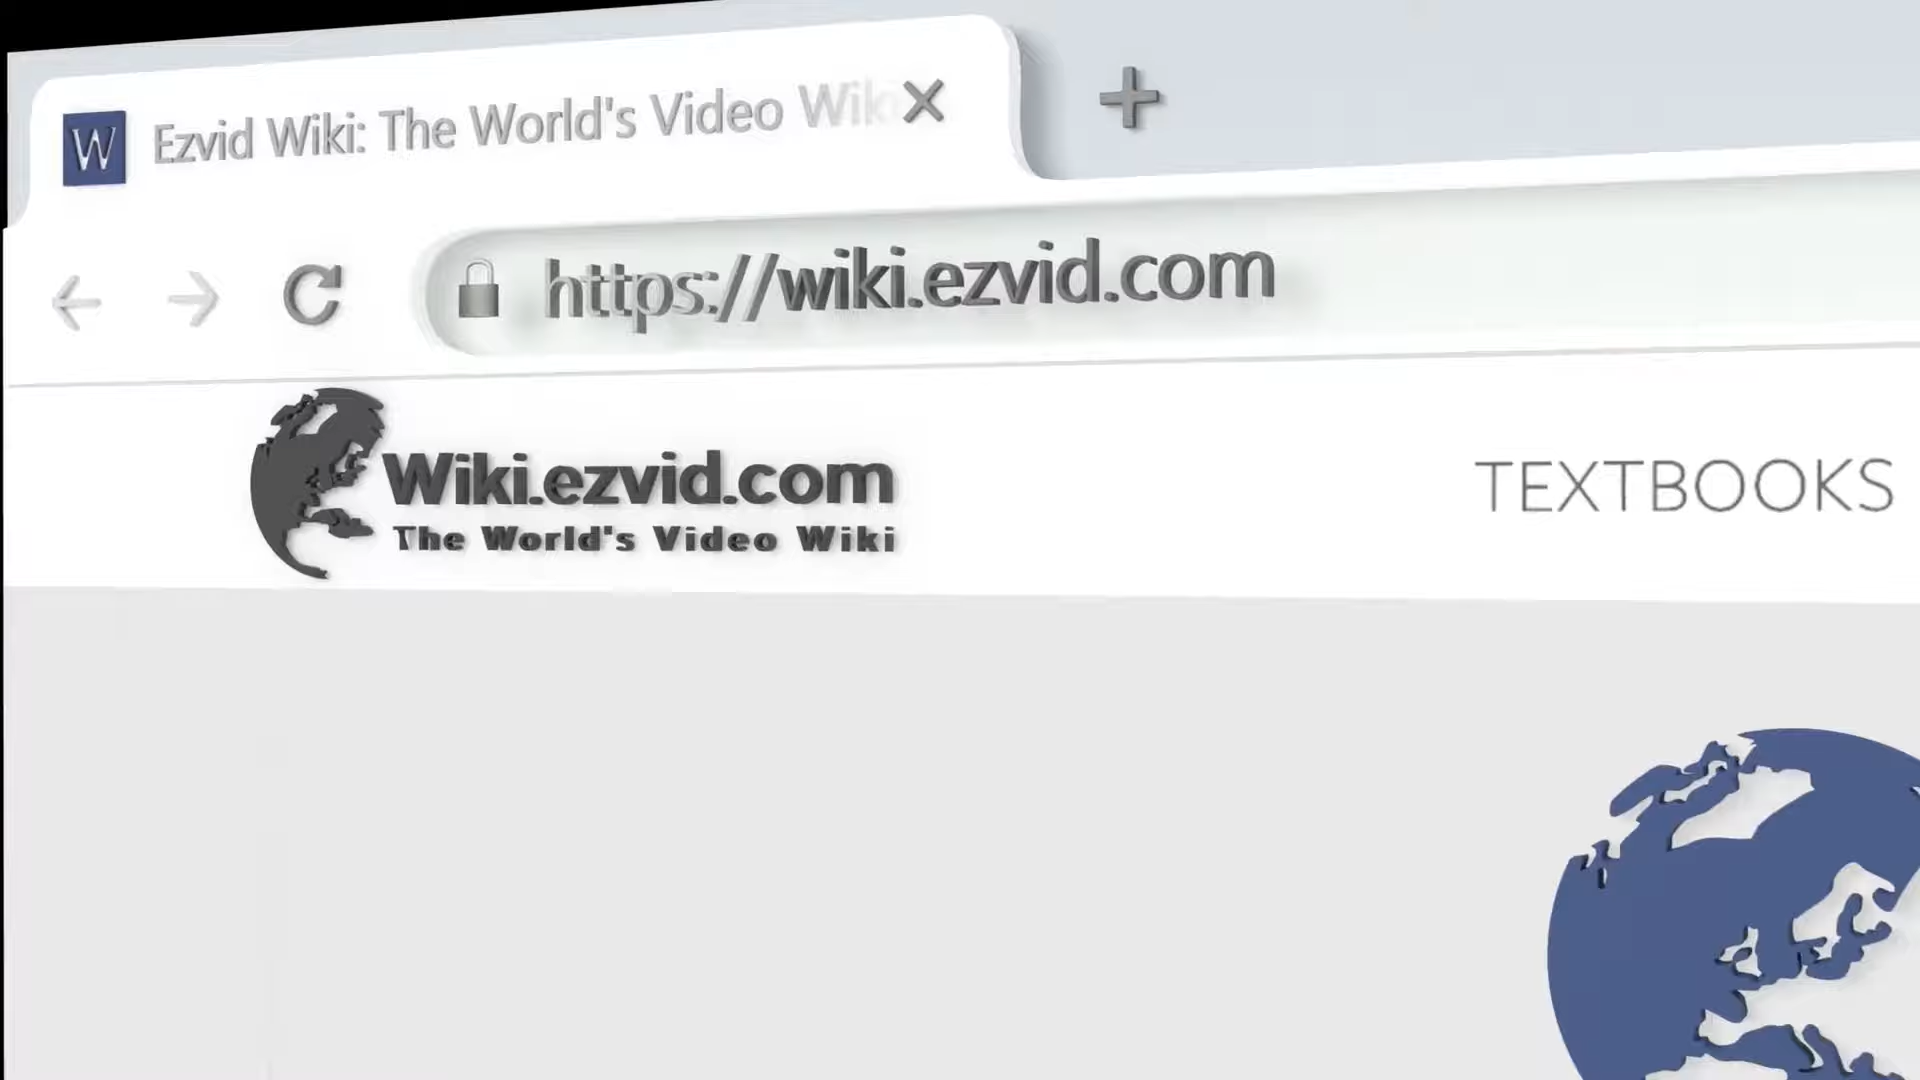 W Ezvid Wiki: The World's Video Wik
https://wiki.ezvid.com
Wiki.ezvid.com
The World's Video Wiki
TEXTBOOKS